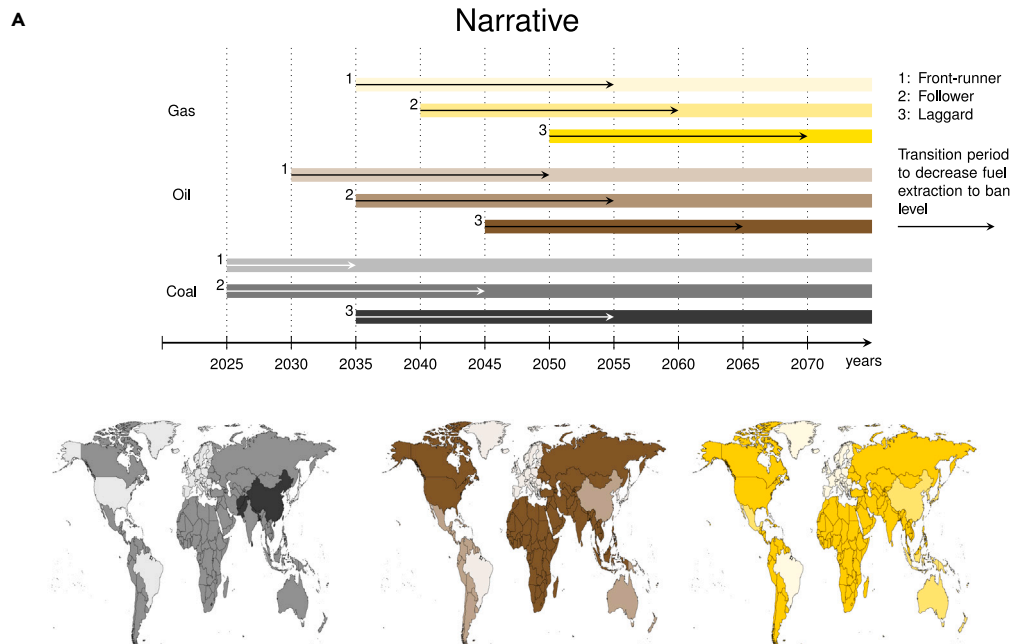 A
Narrative
Gas
1
2
3
Oil
1
2
3
Coal
1
2
3
2025 2030 2035 2040 2045 2050 2055 2060 2065 2070 years
1: Front-runner
2: Follower
3: Laggard
Transition period
to decrease fuel
extraction to ban
level